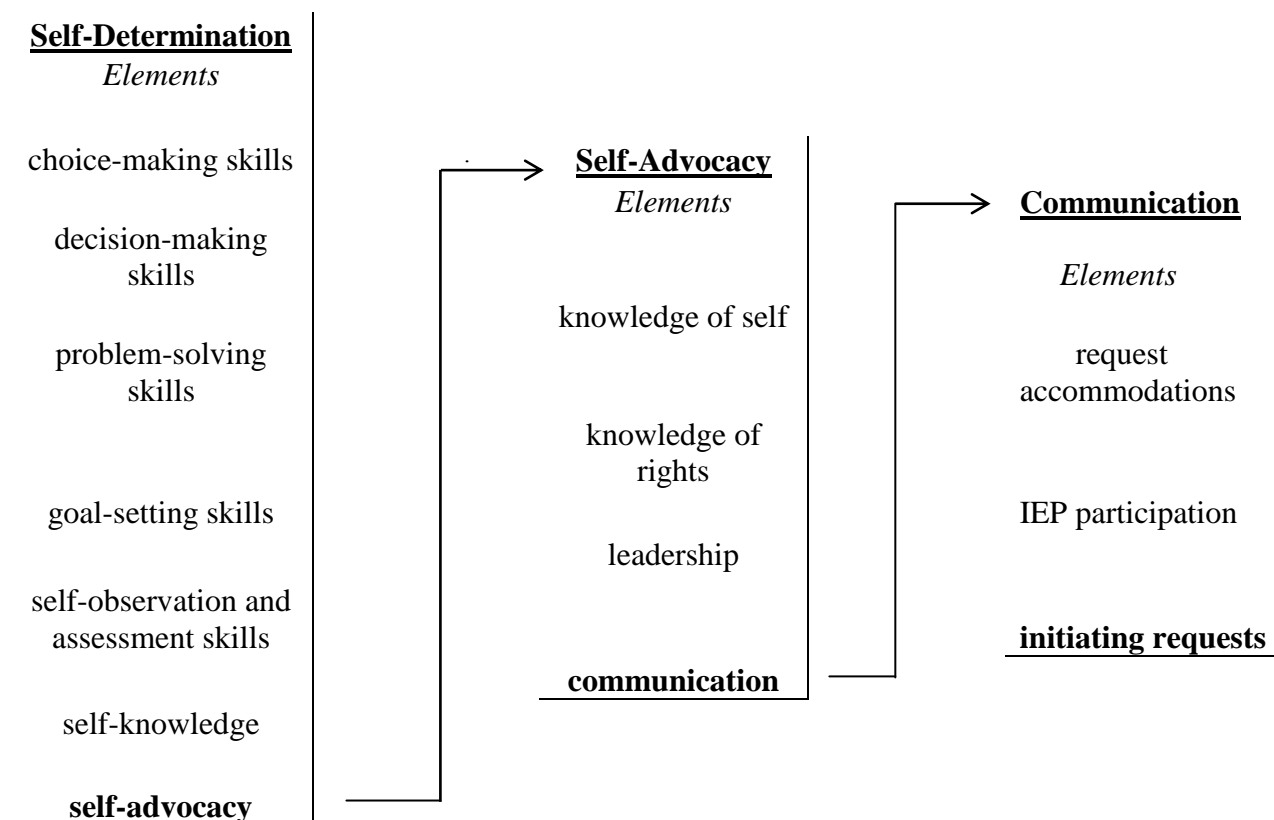 Self-Determination
Elements
choice-making skills
decision-making
skills
problem-solving
skills
goal-setting skills
self-observation and
assessment skills
self-knowledge
self-advocacy
Self-Advocacy
Elements
knowledge of self
knowledge of
rights
leadership
communication
Communication
Elements
request
accommodations
IEP participation
initiating requests